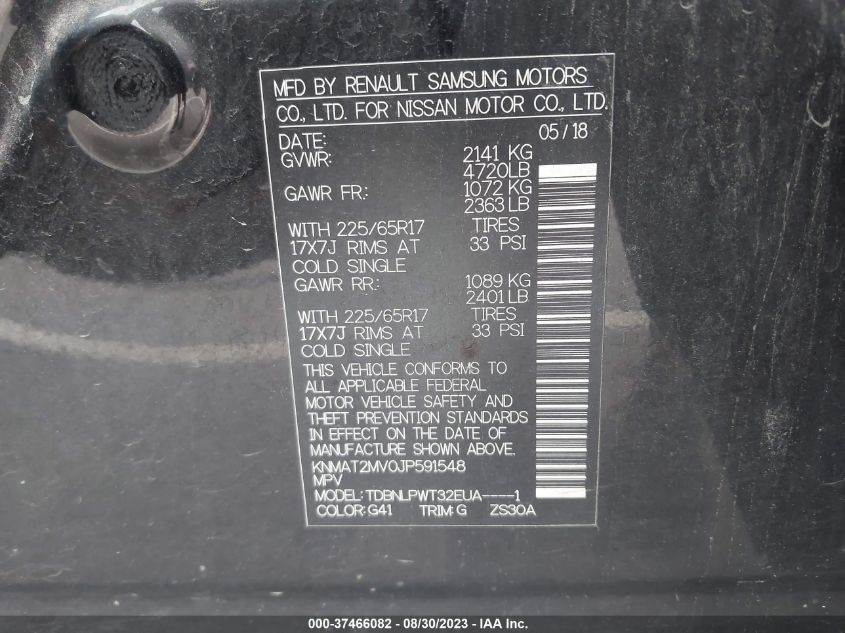 MFD BY RENAULT SAMSUNG MOTORS
CO., LTD. FOR NISSAN MOTOR CO., LTD.
DATE: 05/18
GVWR: 2141 KG
4720LB
GAWR FR: 1072 KG
2363LB
WITH 225/65R17 TIRES
17X7J RIMS AT 33 PSI
COLD SINGLE
GAWR RR: 1089 KG
2401LB
WITH 225/65R17 TIRES
17X7J RIMS AT 33 PSI
COLD SINGLE
THIS VEHICLE CONFORMS TO
ALL APPLICABLE FEDERAL
MOTOR VEHICLE SAFETY AND
THEFT PREVENTION STANDARDS
IN EFFECT ON THE DATE OF
MANUFACTURE SHOWN ABOVE.
KNMAT2MV0JP591548
MPV
MODEL: TDBNLPWT32EUA----1
COLOR: G41 TRIM: G ZS30A
000-37466082 - 08/30/2023 - IAA Inc.